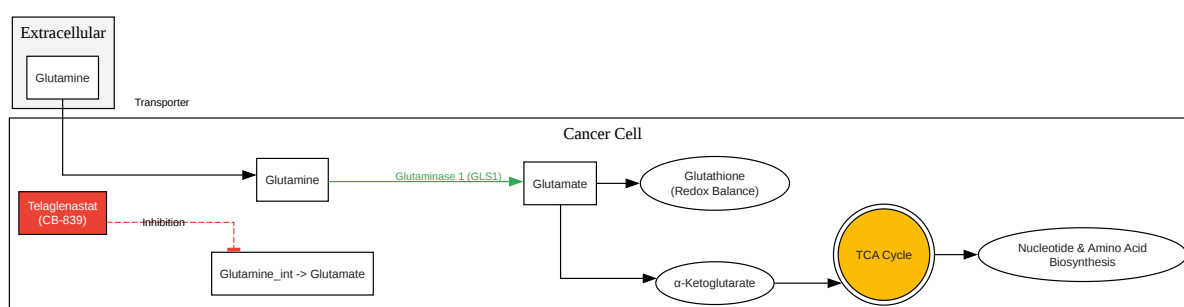 Extracellular
Glutamine
Transporter
Cancer Cell
Glutamine
Glutaminase 1 (GLS1)
Glutamate
Glutathione
(Redox Balance)
Telaglenastat
(CB-839)
Inhibition
Glutamine_int -> Glutamate
α-Ketoglutarate
TCA Cycle
Nucleotide & Amino Acid
Biosynthesis